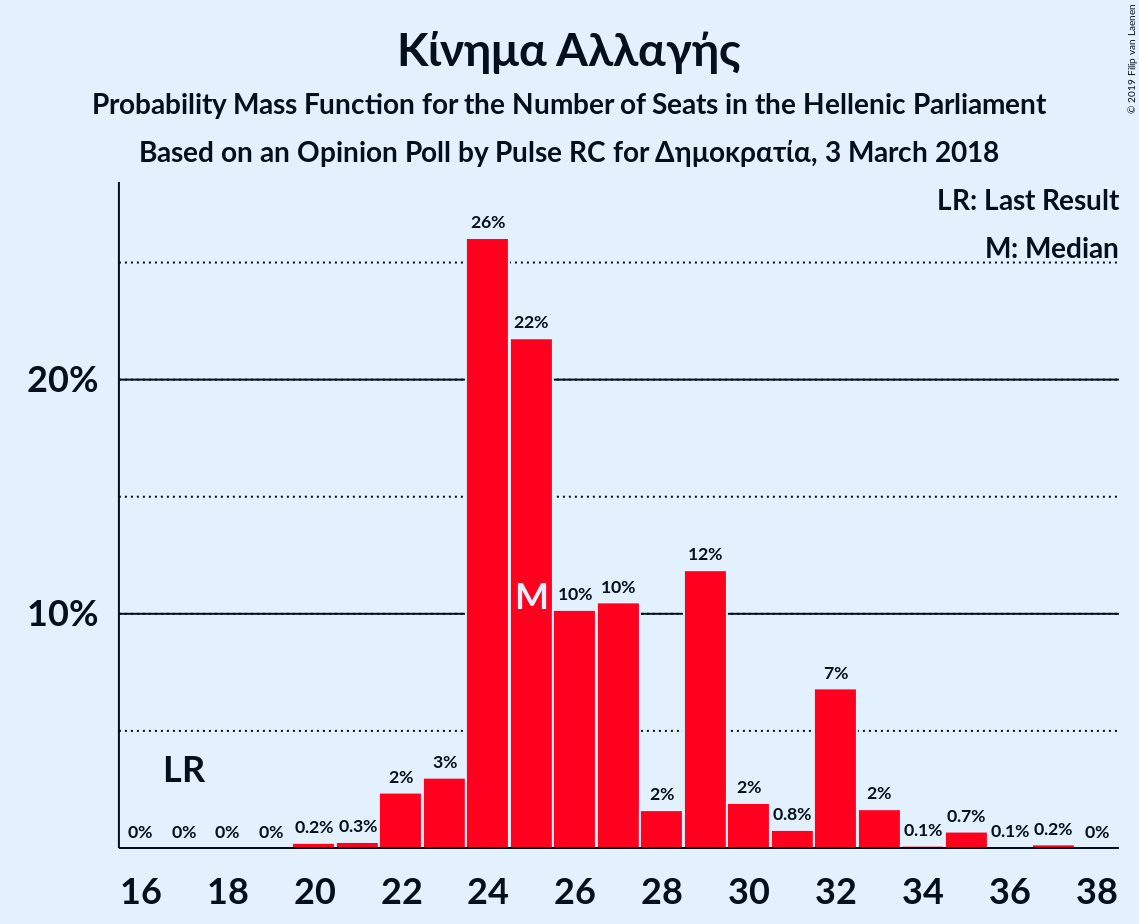 Κίνημα Αλλαγής
Probability Mass Function for the Number of Seats in the Hellenic Parliament
Based on an Opinion Poll by Pulse RC for Δημοκρατία, 3 March 2018
© 2019 Filip van Laenen
LR: Last Result
M: Median
26%
22%
20%
12%
M
10% 10%
10%
7%
LR
3%
2% 2% 2% 2%
0% 0% 0% 0% 0.2% 0.3% 0.8% 0.1% 0.7% 0.1% 0.2% 0%
16 18 20 22 24 26 28 30 32 34 36 38